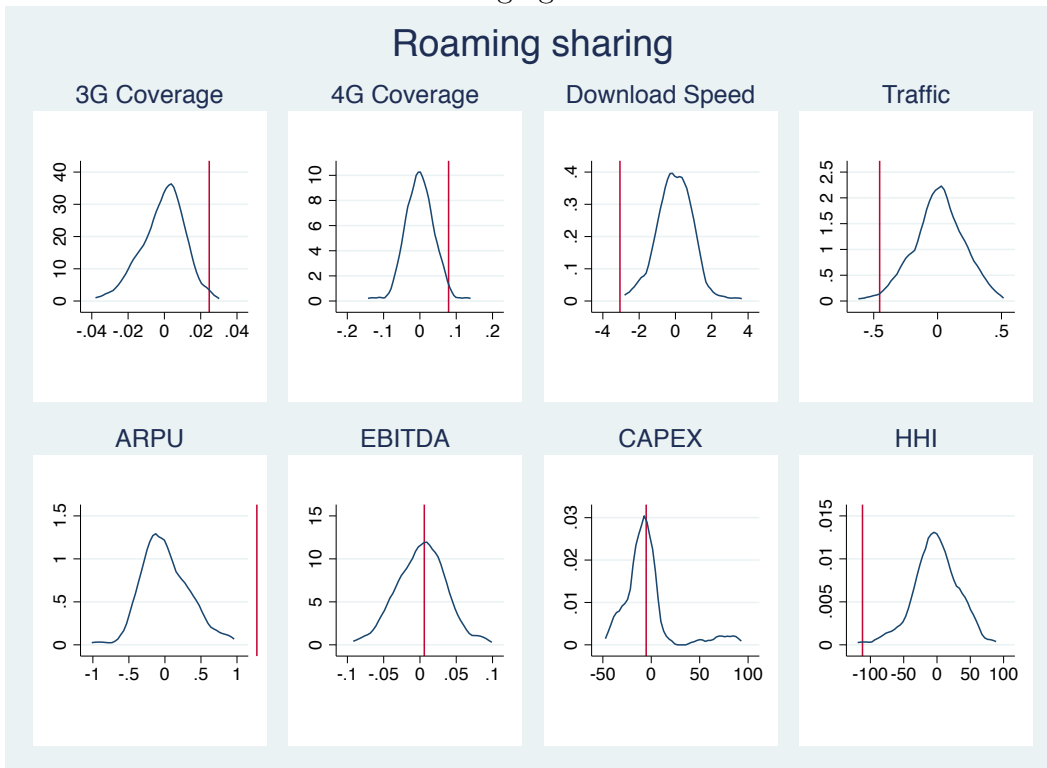 Roaming sharing
3G Coverage
4G Coverage
Download Speed
Traffic
0 10 20 30 40
-.04 -.02 0 .02 .04
0 2 4 6 8 10
-.2 -.1 0 .1 .2
0 .1 .2 .3 .4
-4 -2 0 2 4
0 .5 1 1.5 2 2.5
-.5 0 .5
ARPU
EBITDA
CAPEX
HHI
0 .5 1 1.5
-1 -.5 0 .5 1
0 5 10 15
-.1 -.05 0 .05 .1
0 .01 .02 .03
-50 0 50 100
0 .005 .01 .015
-100 -50 0 50 100